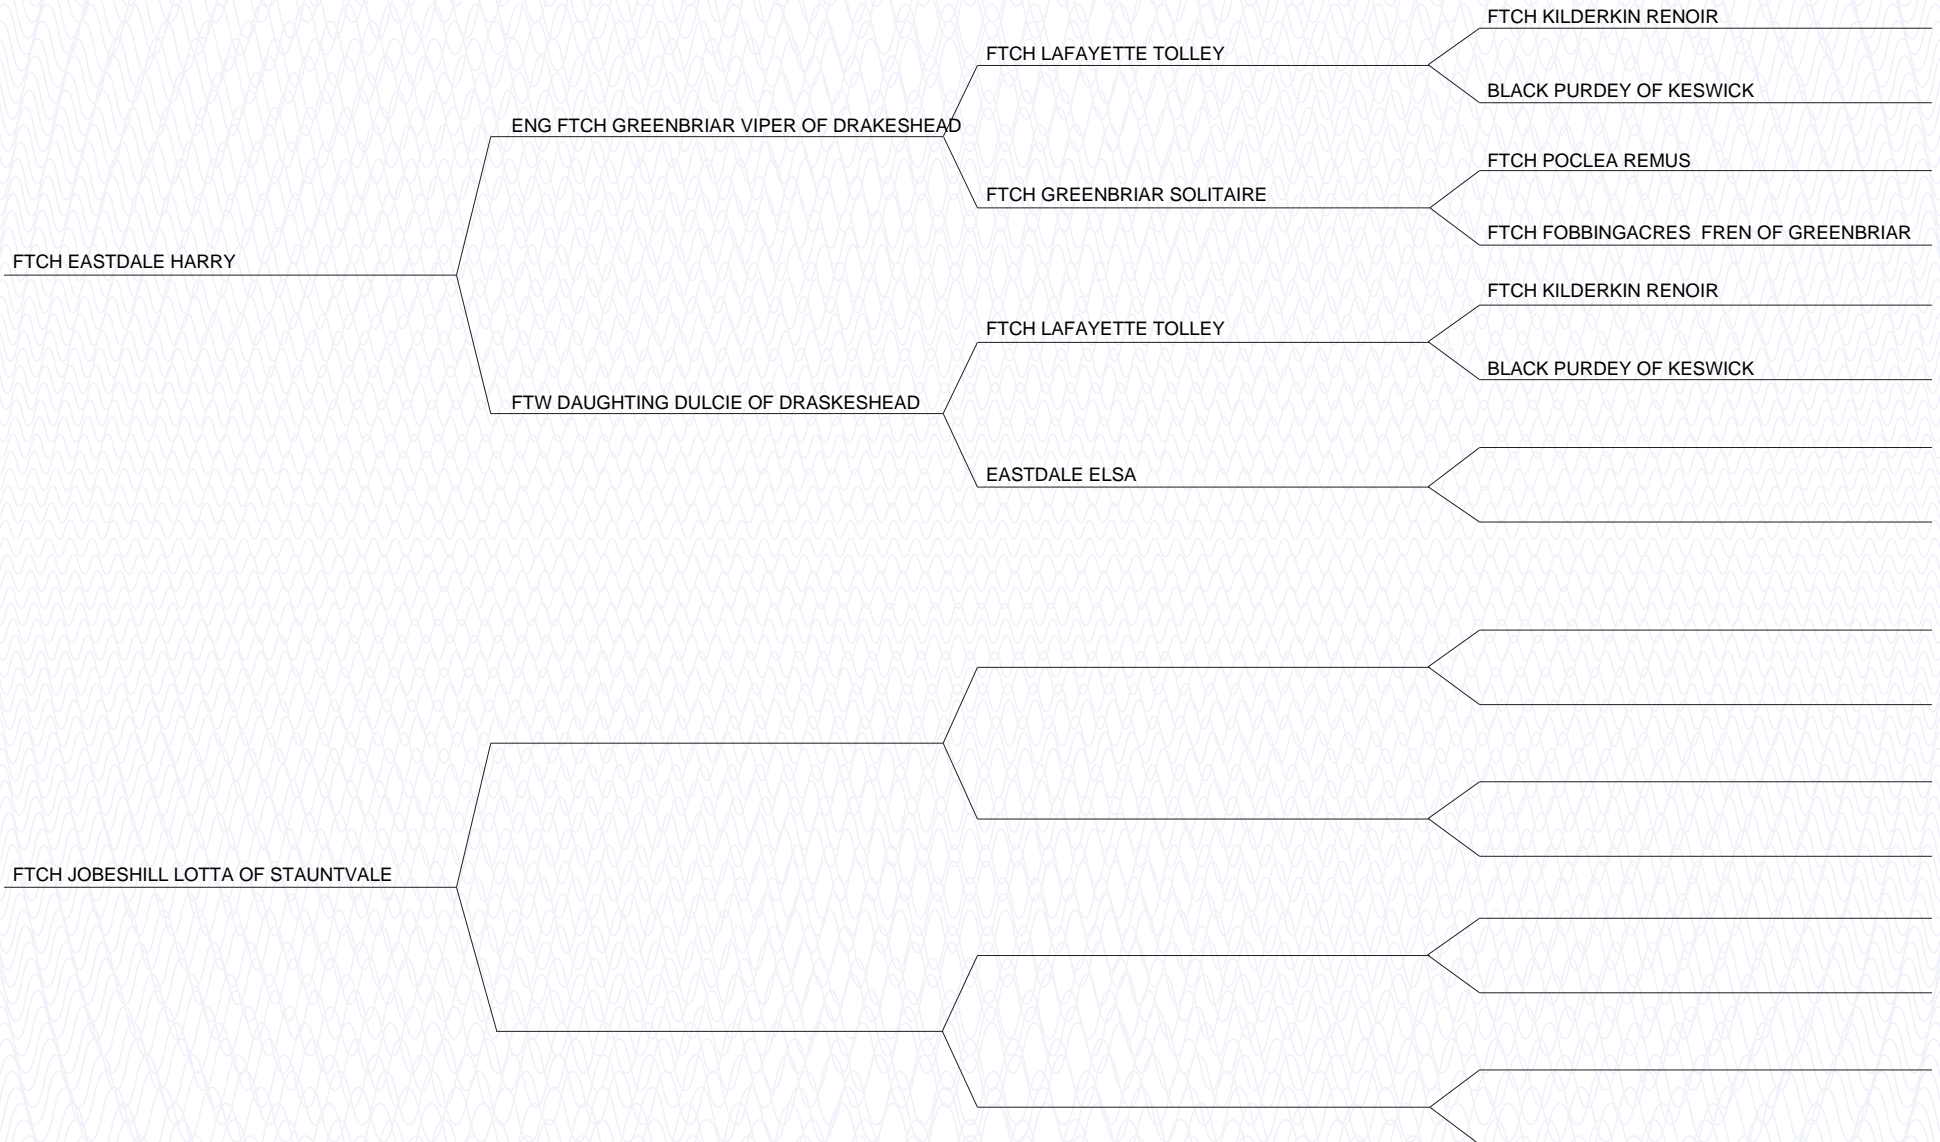 FTCH KILDERKIN RENOIR
FTCH LAFAYETTE TOLLEY
BLACK PURDEY OF KESWICK
ENG FTCH GREENBRIAR VIPER OF DRAKESHEAD
FTCH POCLEA REMUS
FTCH GREENBRIAR SOLITAIRE
FTCH FOBBINGACRES  FREN OF GREENBRIAR
FTCH EASTDALE HARRY
FTCH KILDERKIN RENOIR
FTCH LAFAYETTE TOLLEY
BLACK PURDEY OF KESWICK
FTW DAUGHTING DULCIE OF DRASKESHEAD
EASTDALE ELSA
FTCH JOBESHILL LOTTA OF STAUNTVALE